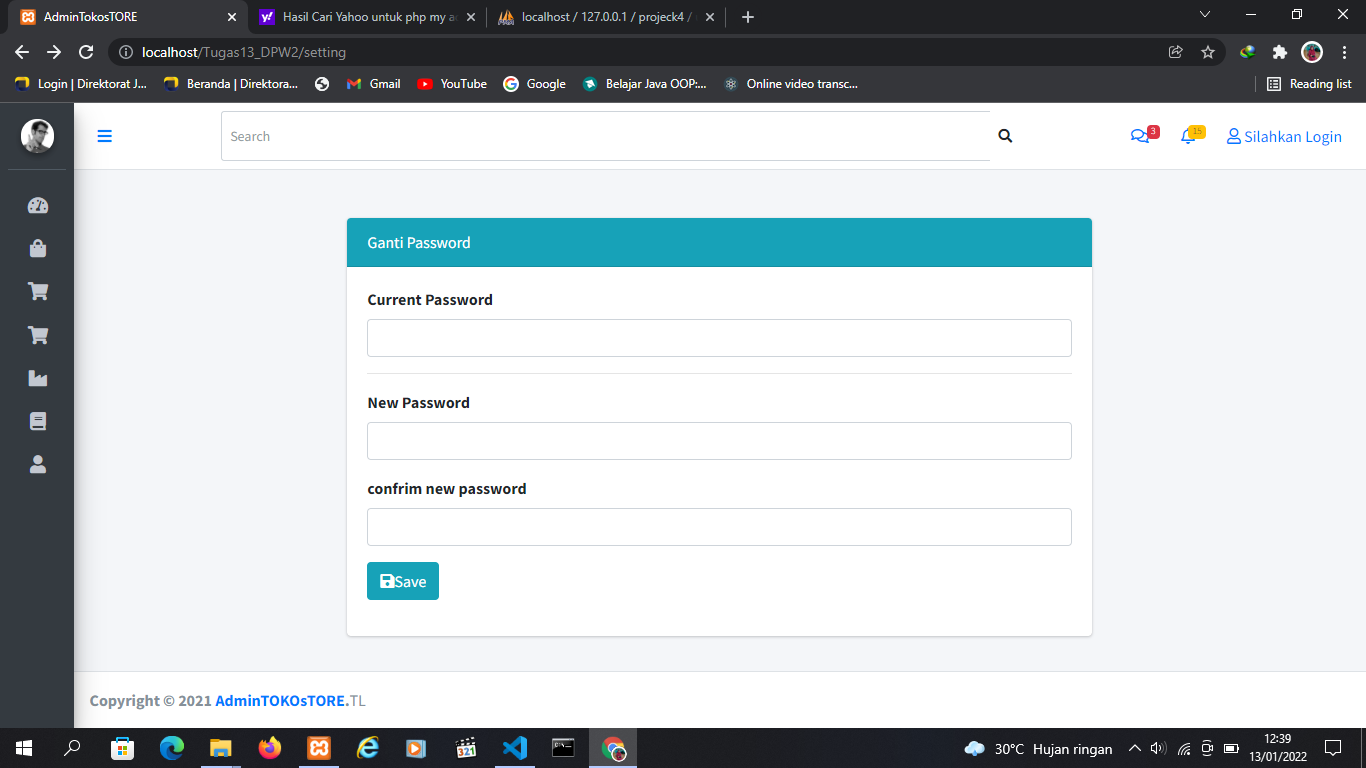 AdminTokosTORE
Hasil Cari Yahoo untuk php my a
localhost / 127.0.0.1 / projeck4 /
localhost/Tugas13_DPW2/setting
Login | Direktorat J...
Beranda | Direktora...
Gmail
YouTube
Google
Belajar Java OOP:...
Online video transc...
Reading list
Search
3
15
Silahkan Login
Ganti Password
Current Password
New Password
confrim new password
Save
Copyright © 2021 AdminTOKOsTORE.TL
30°C Hujan ringan
12:39
13/01/2022